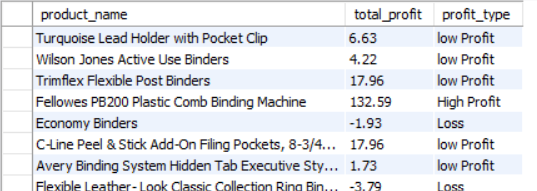 product_name total_profit profit_type
Turquoise Lead Holder with Pocket Clip 6.63 low Profit
Wilson Jones Active Use Binders 4.22 low Profit
Trimflex Flexible Post Binders 17.96 low Profit
Fellowes PB200 Plastic Comb Binding Machine 132.59 High Profit
Economy Binders -1.93 Loss
C-Line Peel & Stick Add-On Filing Pockets, 8-3/4... 17.96 low Profit
Avery Binding System Hidden Tab Executive Sty... 1.73 low Profit
Flexible Leather- Look Classic Collection Ring Bin... -3.79 Loss